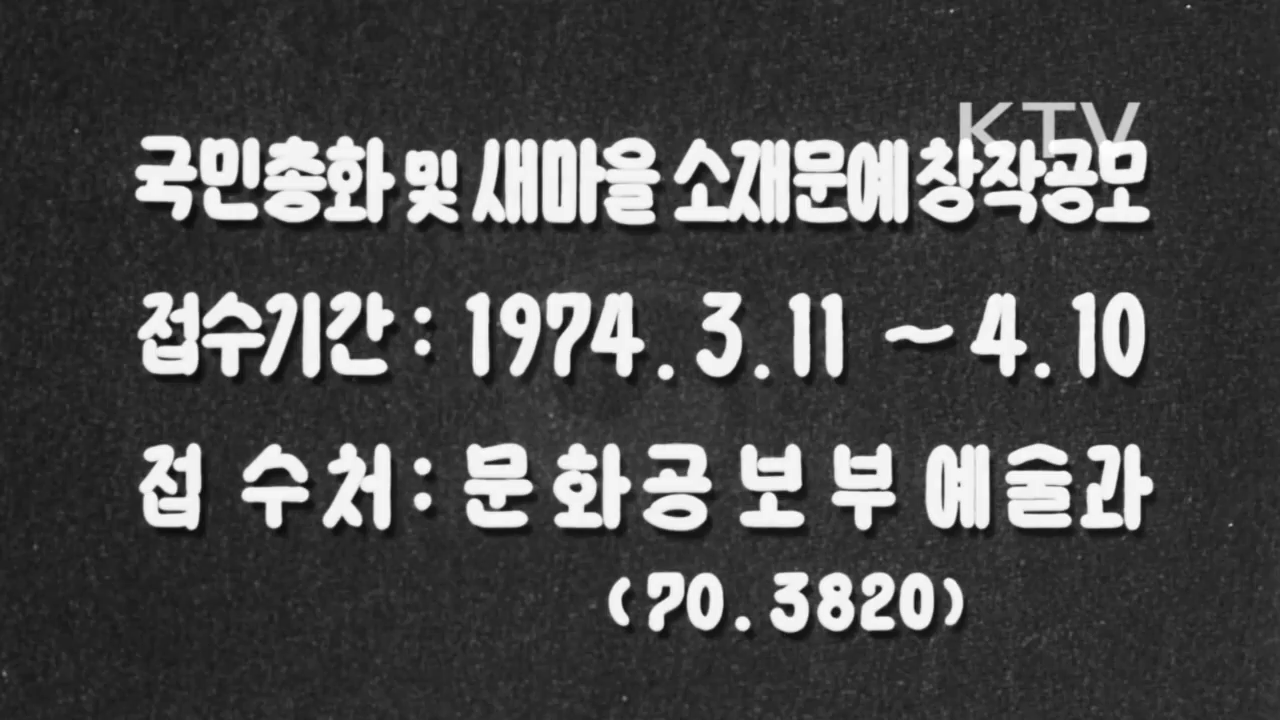 KTV
국민총화 및 새마을 소재문예 창작공모
접수기간 : 1974. 3. 11 ~ 4. 10
접 수처 : 문화공보부 예술과
(70. 3820)